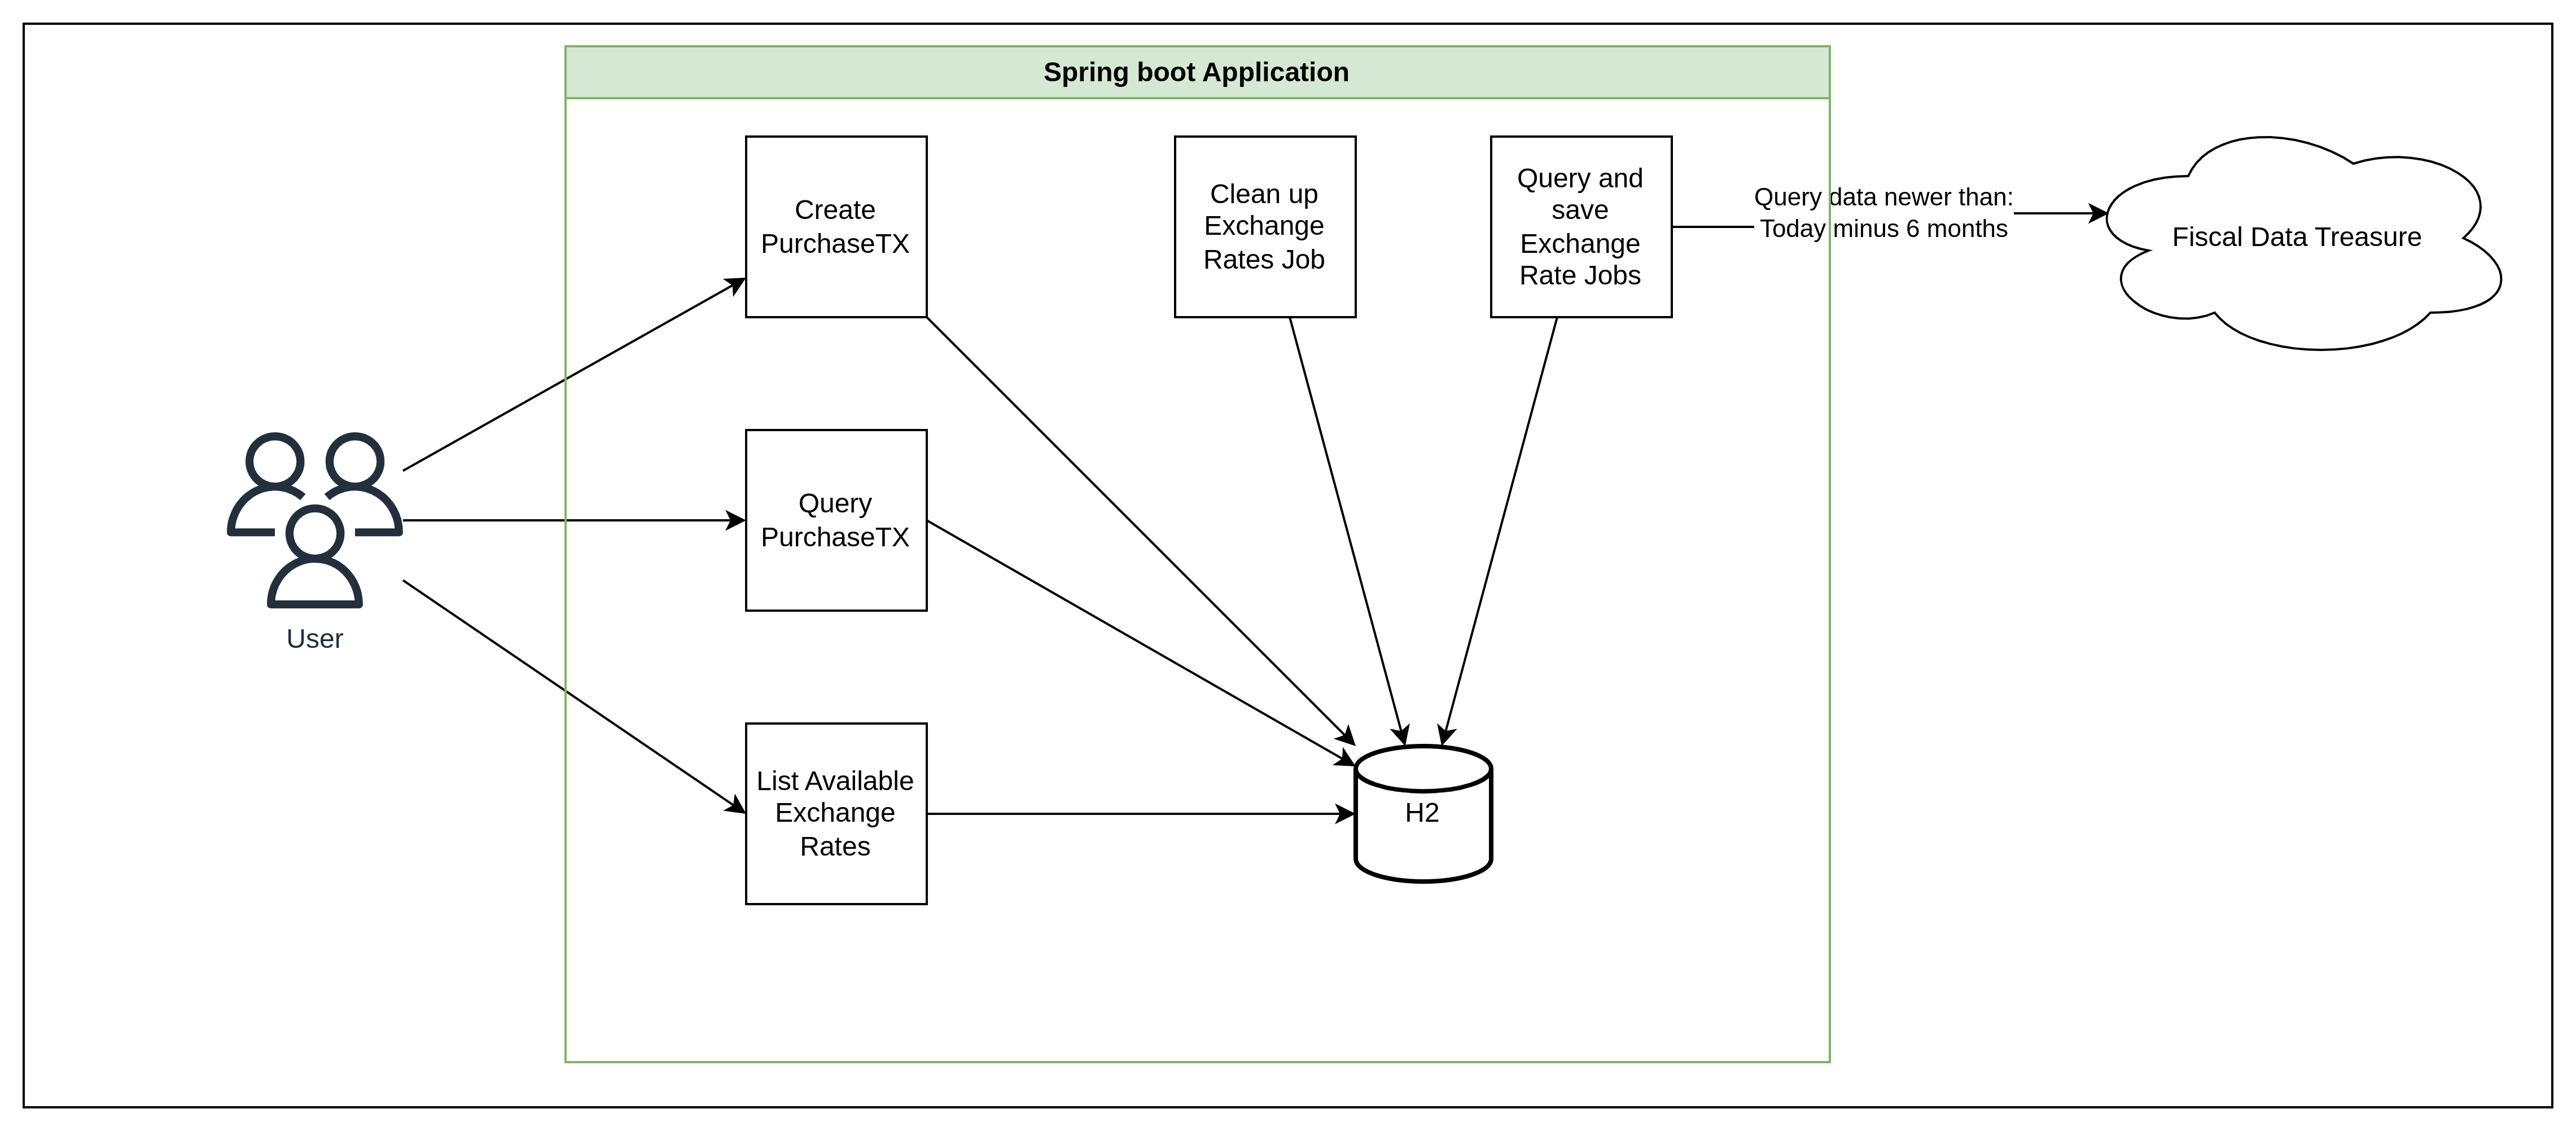 Spring boot Application
Create
PurchaseTX
Clean up
Exchange
Rates Job
Query and
save
Exchange
Rate Jobs
Query data newer than:
Today minus 6 months
Fiscal Data Treasure
User
Query
PurchaseTX
List Available
Exchange
Rates
H2